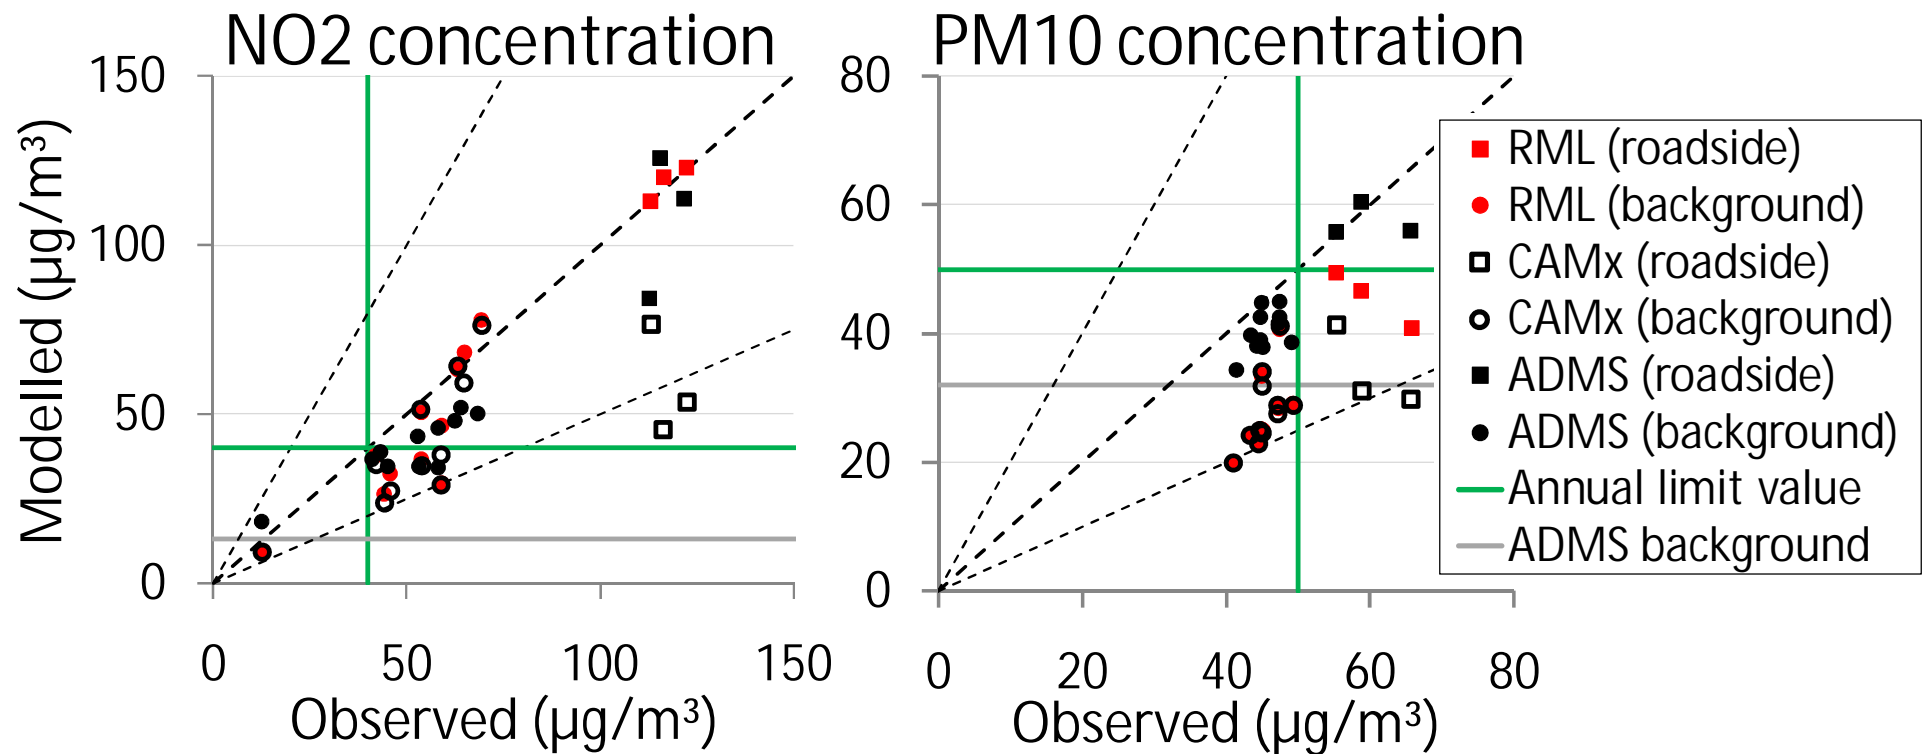 NO2 concentration
PM10 concentration
150
100
50
0
Modelled (µg/m³)
0
50
100
150
Observed (µg/m³)
80
60
40
20
0
0
20
40
60
80
Observed (µg/m³)
RML (roadside)
RML (background)
CAMx (roadside)
CAMx (background)
ADMS (roadside)
ADMS (background)
Annual limit value
ADMS background